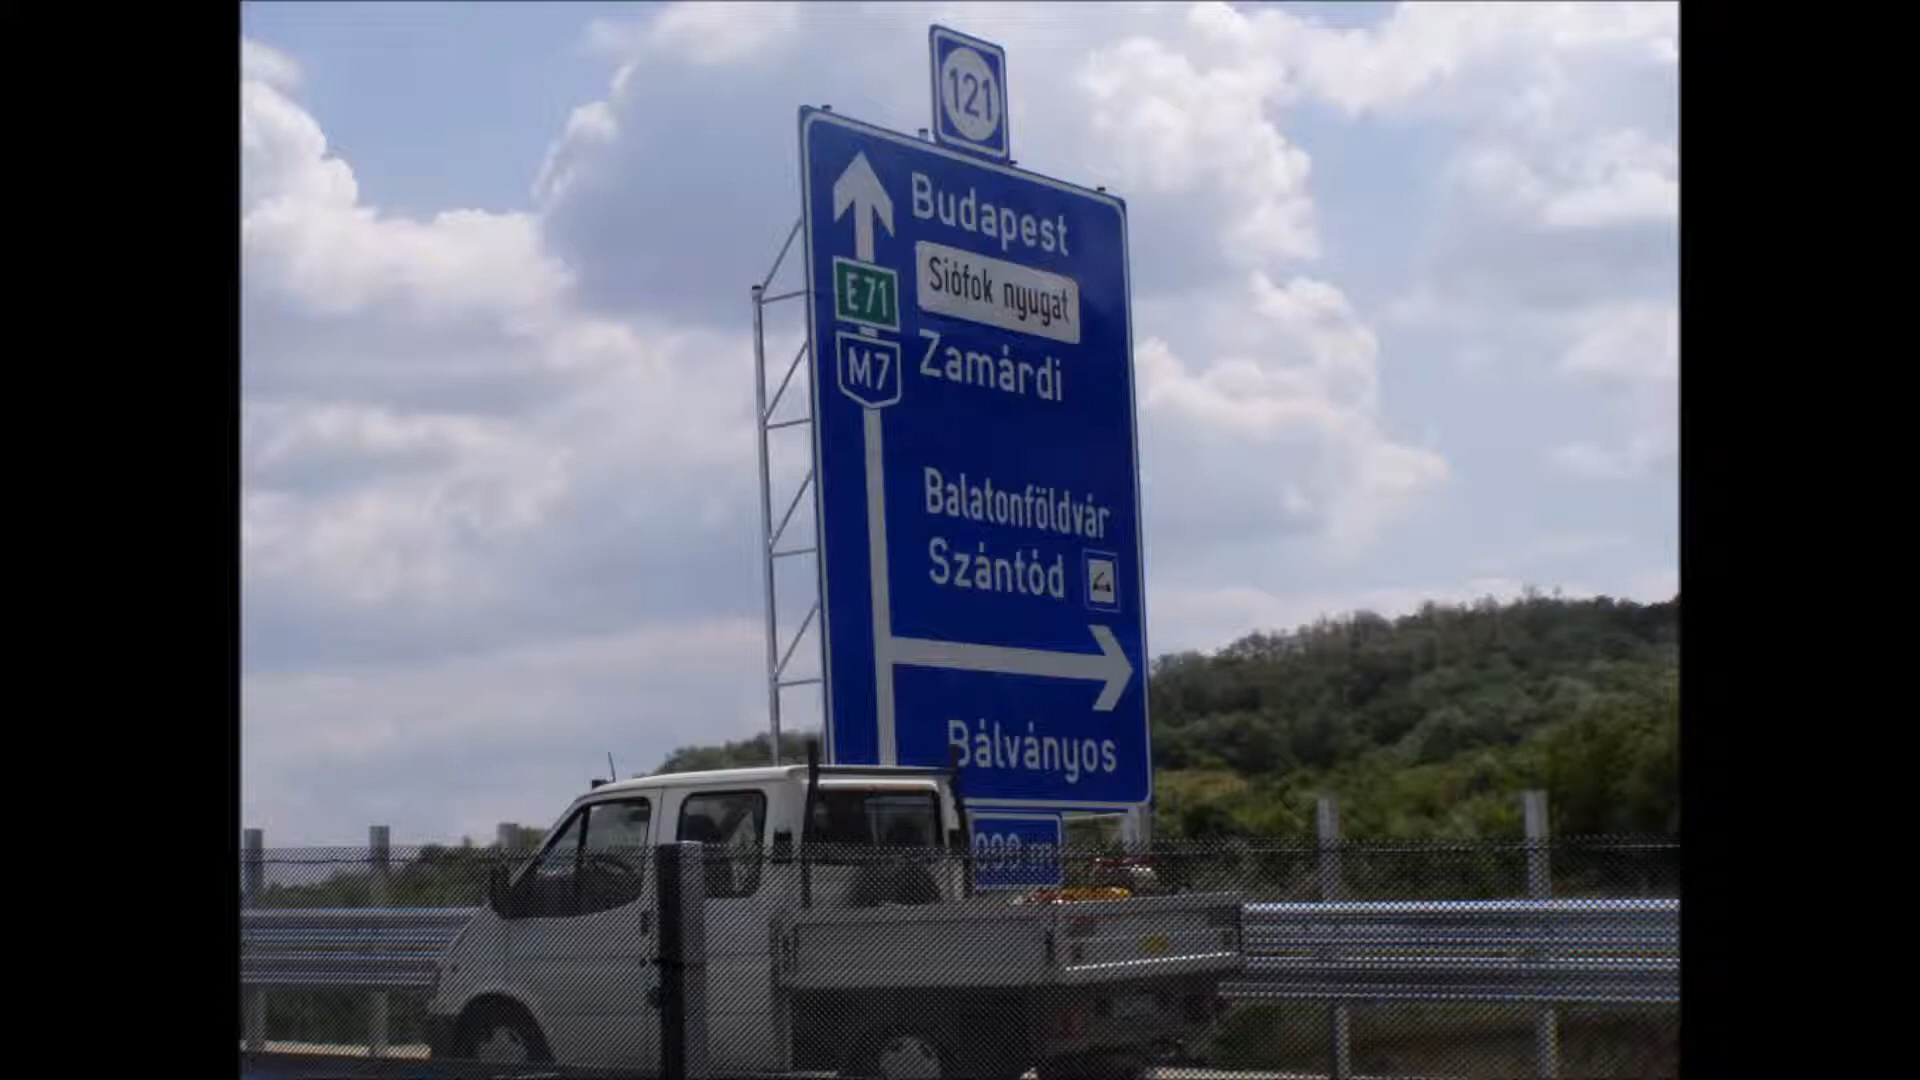 121
Budapest
Siófok nyugat
E71
Zamárdi
M7
Balatonföldvár
Szántód
Bálványos